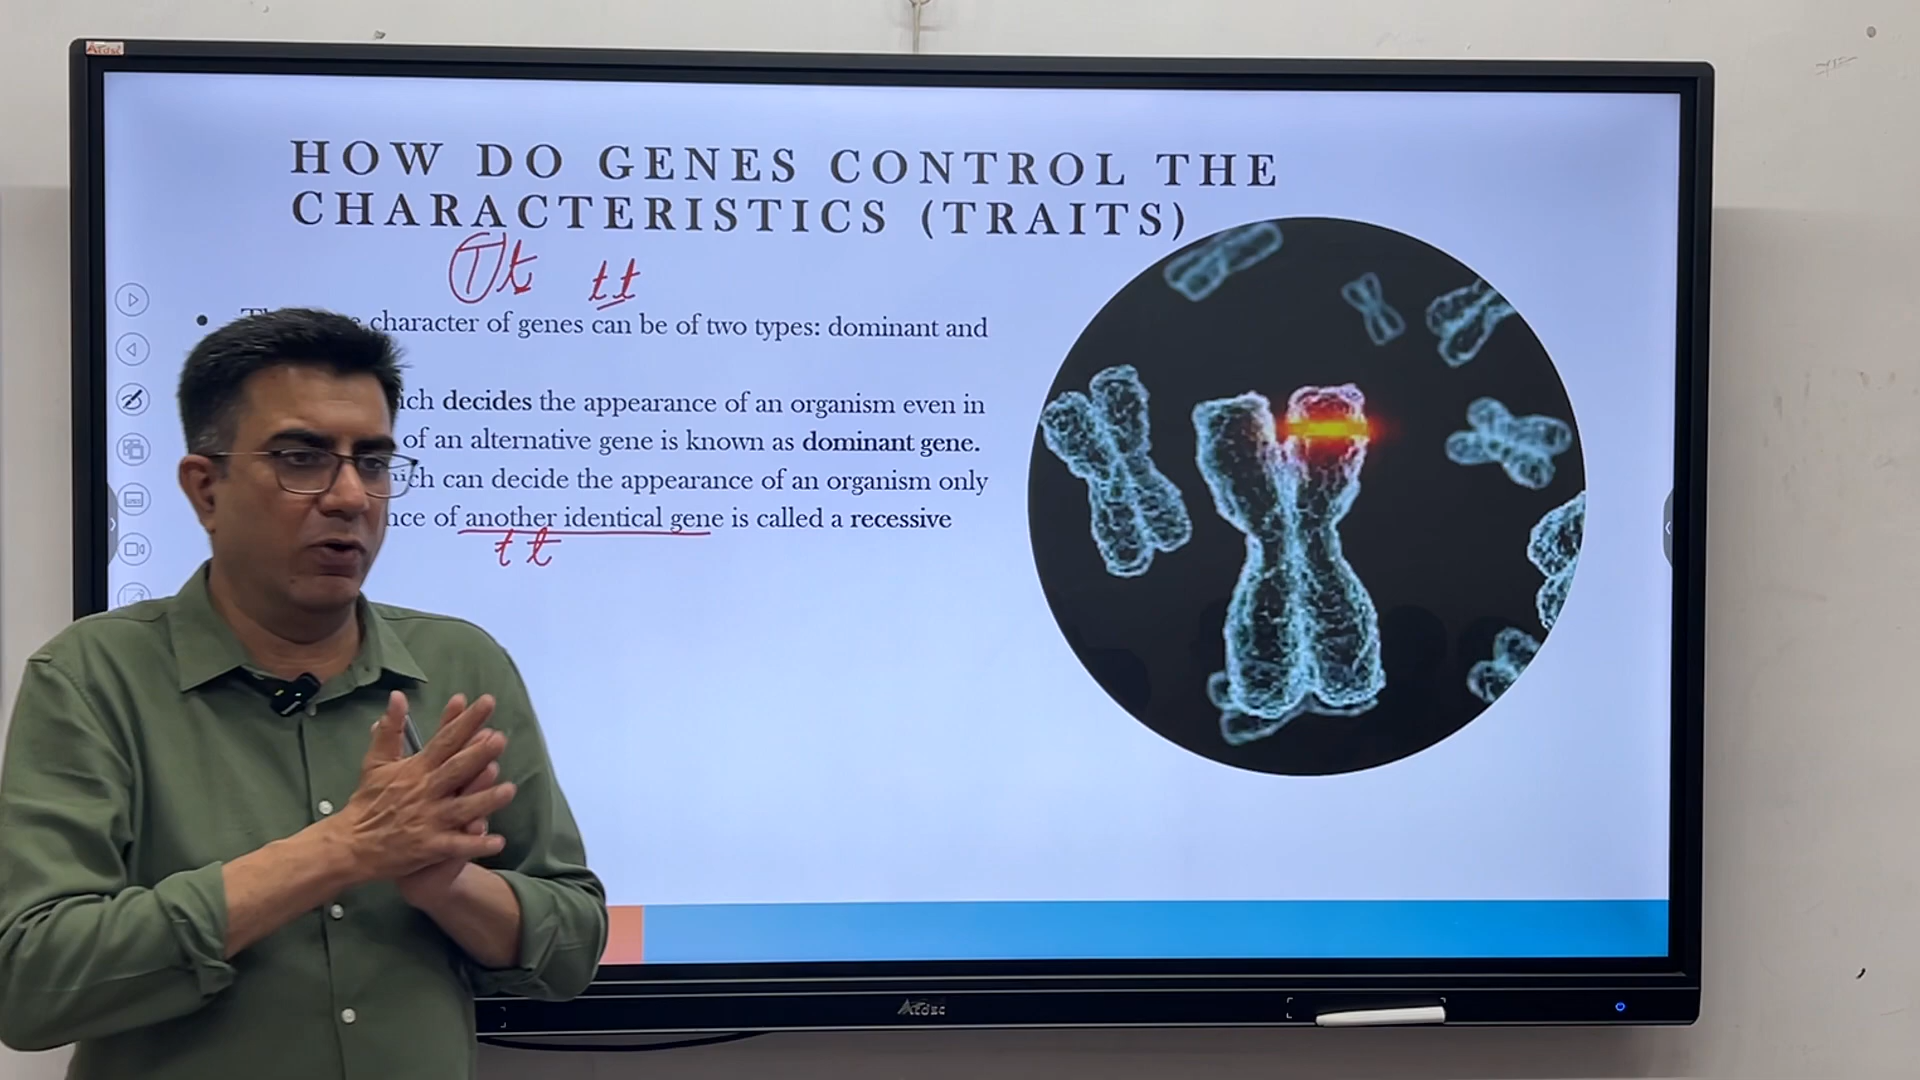 Atdsc
HOW DO GENES CONTROL THE
CHARACTERISTICS (TRAITS)
Tt tt
character of genes can be of two types: dominant and
decides the appearance of an organism even in
of an alternative gene is known as dominant gene.
can decide the appearance of an organism only
of another identical gene is called a recessive
t t
Atdsc